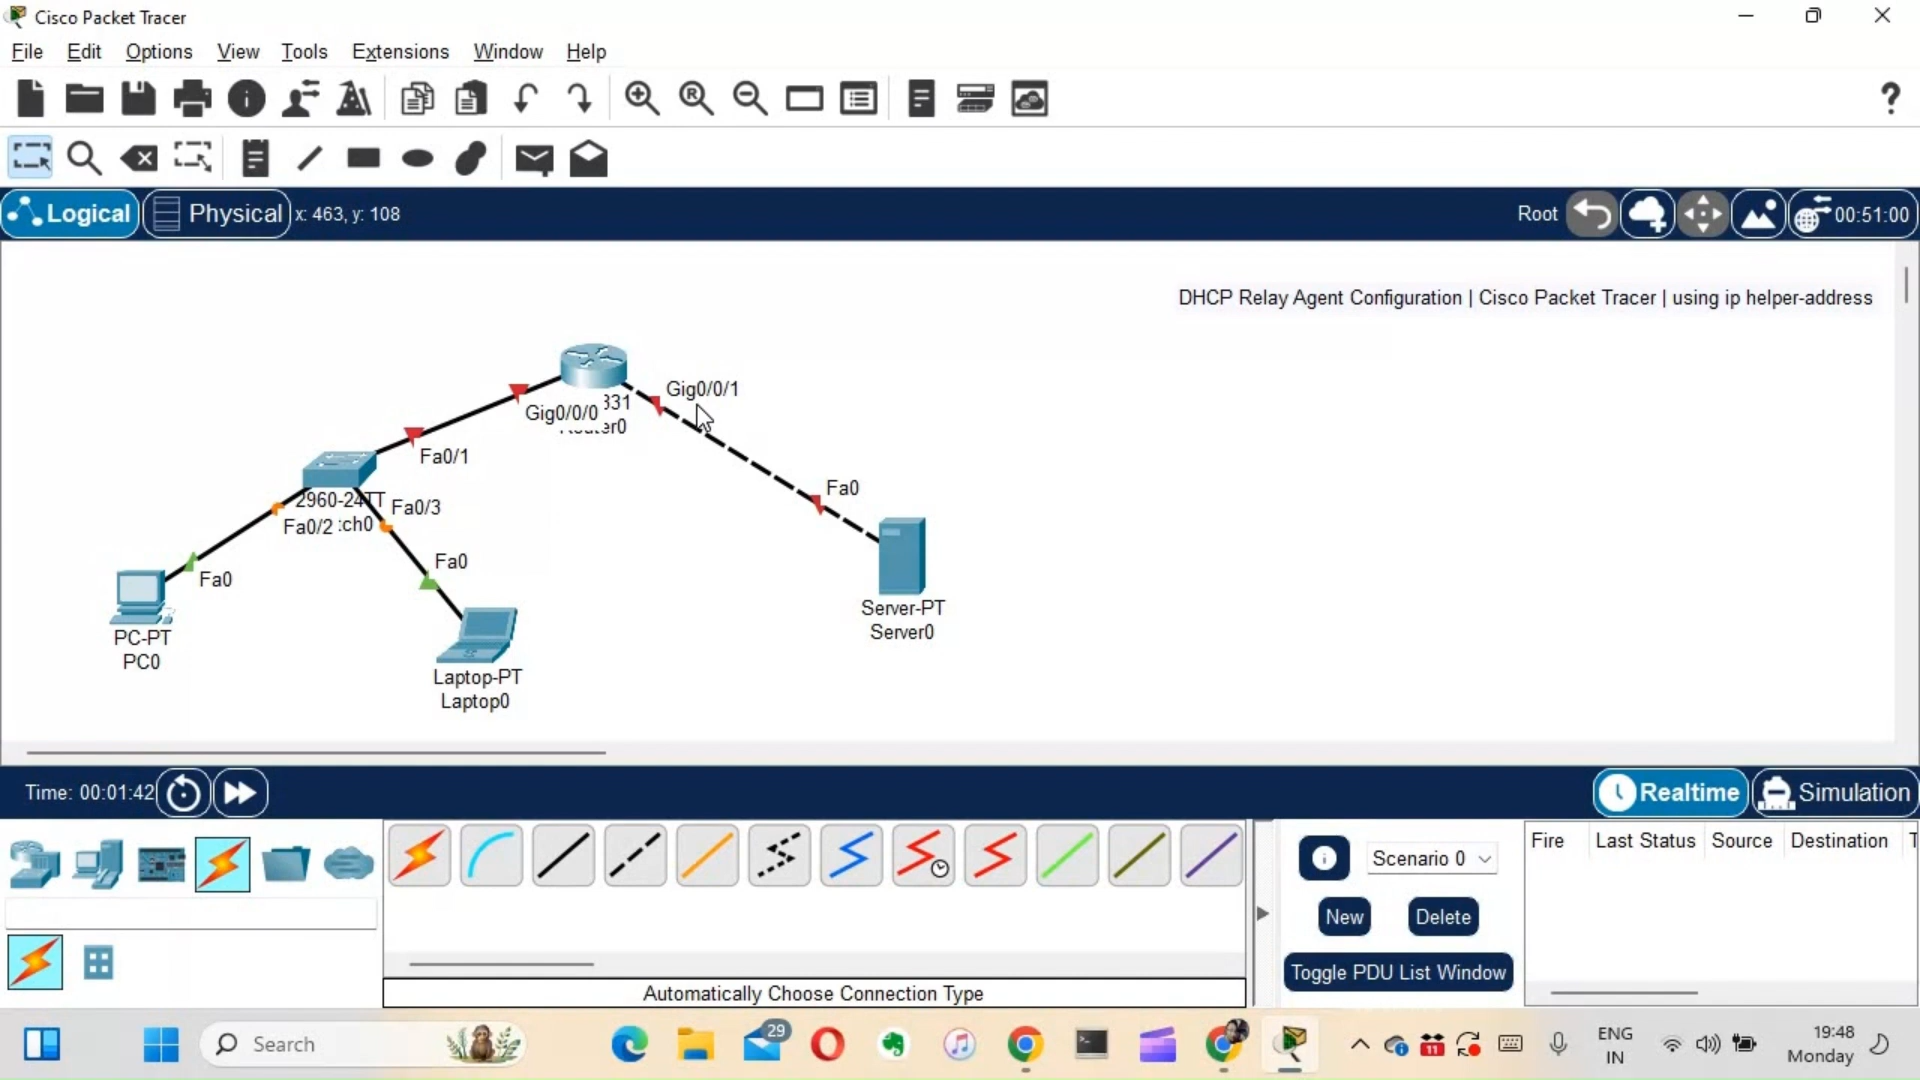 Cisco Packet Tracer
File Edit Options View Tools Extensions Window Help
Logical Physical x: 463, y: 108 Root 00:51:00
DHCP Relay Agent Configuration | Cisco Packet Tracer | using ip helper-address
Gig0/0/1
331
Gig0/0/0
Fa0/1
Fa0
2960-24TT
Fa0/3
Fa0/2
Fa0
Fa0
Server-PT
Server0
PC-PT
PC0
Laptop-PT
Laptop0
Time: 00:01:42 Realtime Simulation
Fire Last Status Source Destination
Scenario 0
New Delete
Toggle PDU List Window
Automatically Choose Connection Type
Search
29
11
ENG
IN
19:48
Monday